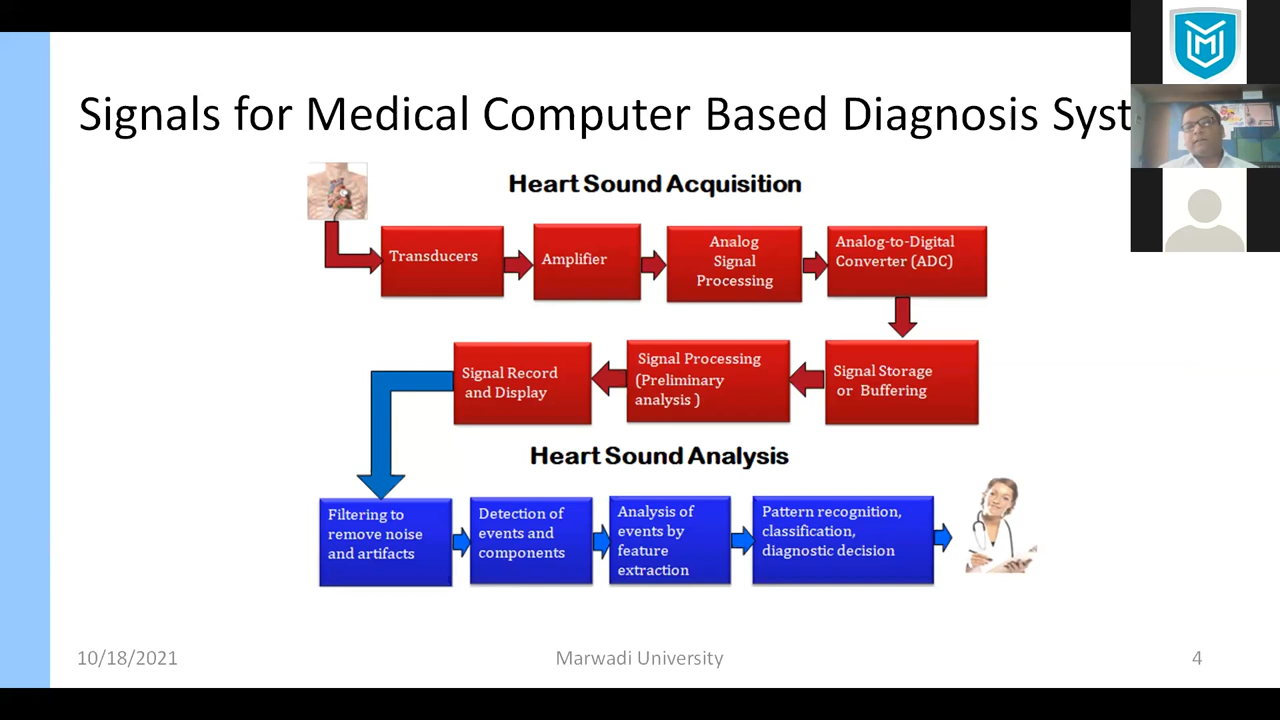 Signals for Medical Computer Based Diagnosis Syst
Heart Sound Acquisition
Transducers
Amplifier
Analog
Signal
Processing
Analog-to-Digital
Converter (ADC)
Signal Storage
or Buffering
Signal Processing
(Preliminary
analysis )
Signal Record
and Display
Heart Sound Analysis
Filtering to
remove noise
and artifacts
Detection of
events and
components
Analysis of
events by
feature
extraction
Pattern recognition,
classification,
diagnostic decision
10/18/2021
Marwadi University
4